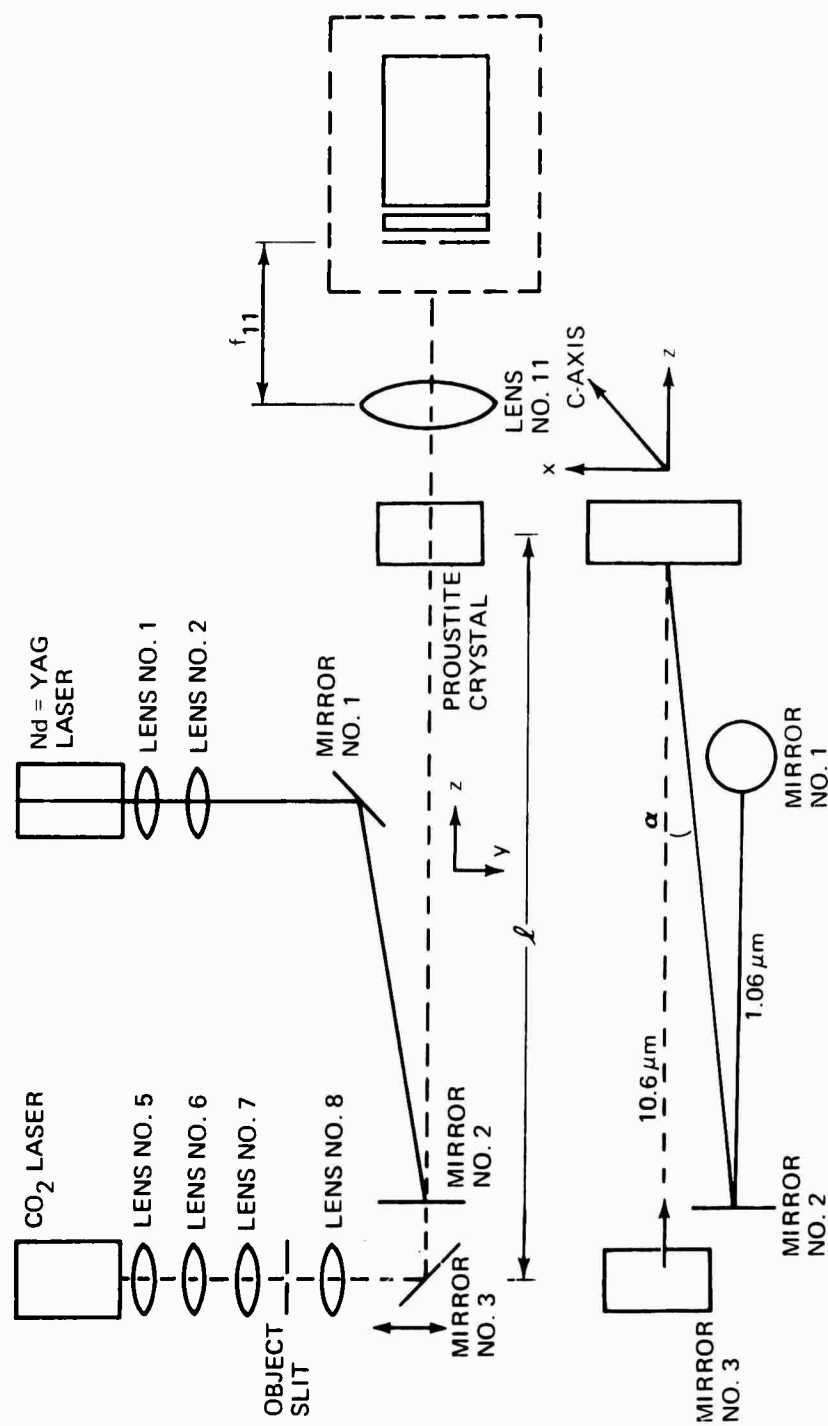 CO₂ LASER
LENS NO. 5
LENS NO. 6
LENS NO. 7
OBJECT
SLIT
LENS NO. 8
MIRROR
NO. 3
MIRROR
NO. 2
Nd = YAG
LASER
LENS NO. 1
LENS NO. 2
MIRROR
NO. 1
z
y
PROUSTITE
CRYSTAL
LENS
NO. 11
f₁₁
ℓ
MIRROR
NO. 3
10.6 μm
MIRROR
NO. 2
1.06 μm
α
MIRROR
NO. 1
x
C-AXIS
z